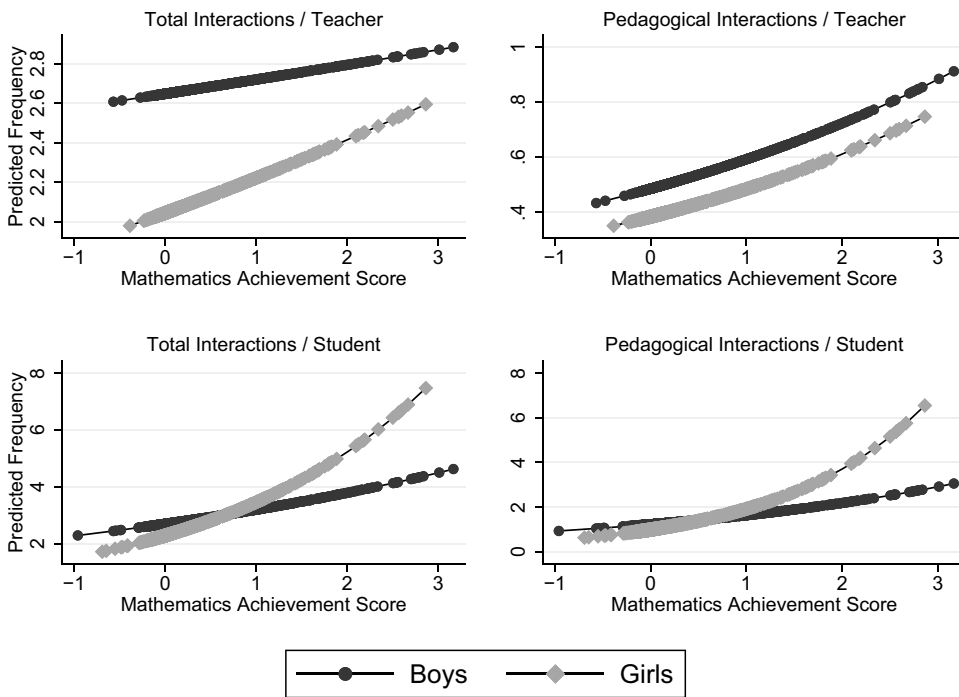 Total Interactions / Teacher
Predicted Frequency
2 2.2 2.4 2.6 2.8
−1 0 1 2 3
Mathematics Achievement Score
Pedagogical Interactions / Teacher
.4 .6 .8 1
−1 0 1 2 3
Mathematics Achievement Score
Total Interactions / Student
Predicted Frequency
2 4 6 8
−1 0 1 2 3
Mathematics Achievement Score
Pedagogical Interactions / Student
0 2 4 6 8
−1 0 1 2 3
Mathematics Achievement Score
Boys Girls